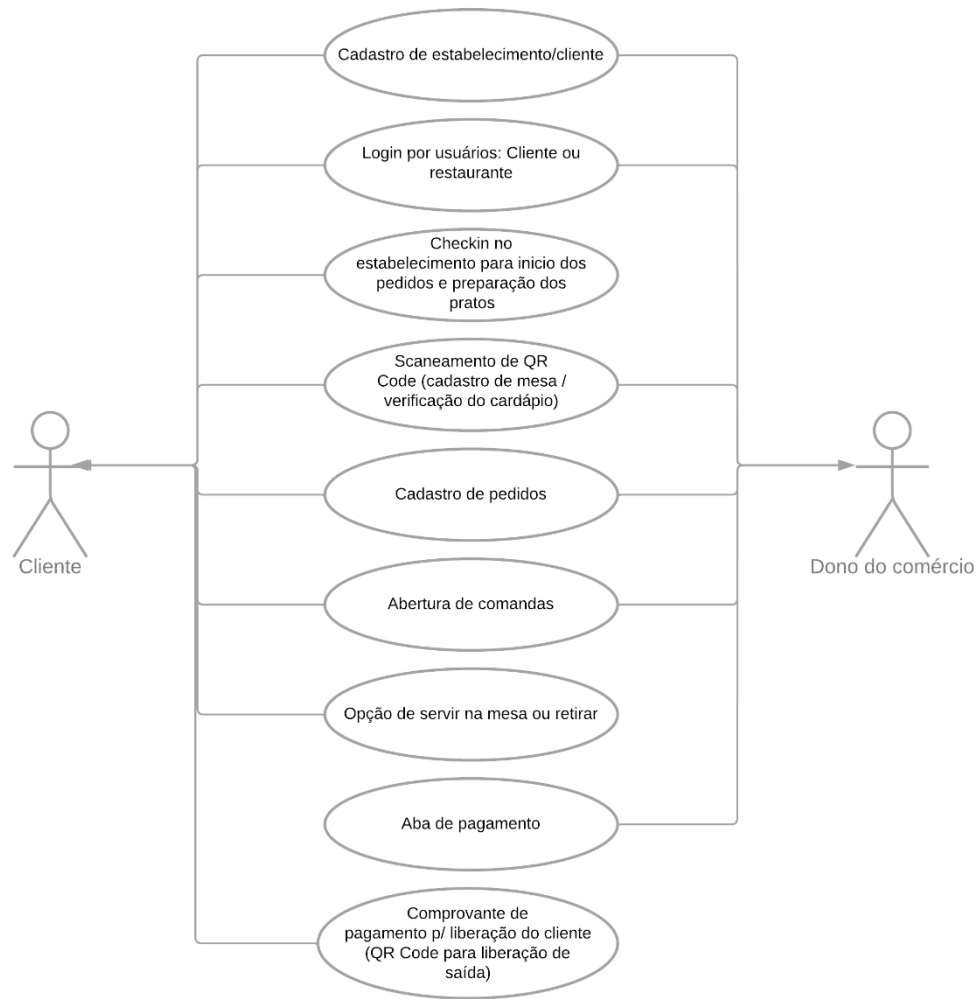 Cadastro de estabelecimento/cliente
Login por usuários: Cliente ou
restaurante
Checkin no
estabelecimento para inicio dos
pedidos e preparação dos
pratos
Scaneamento de QR
Code (cadastro de mesa /
verificação do cardápio)
Cadastro de pedidos
Cliente
Dono do comércio
Abertura de comandas
Opção de servir na mesa ou retirar
Aba de pagamento
Comprovante de
pagamento p/ liberação do cliente
(QR Code para liberação de
saída)